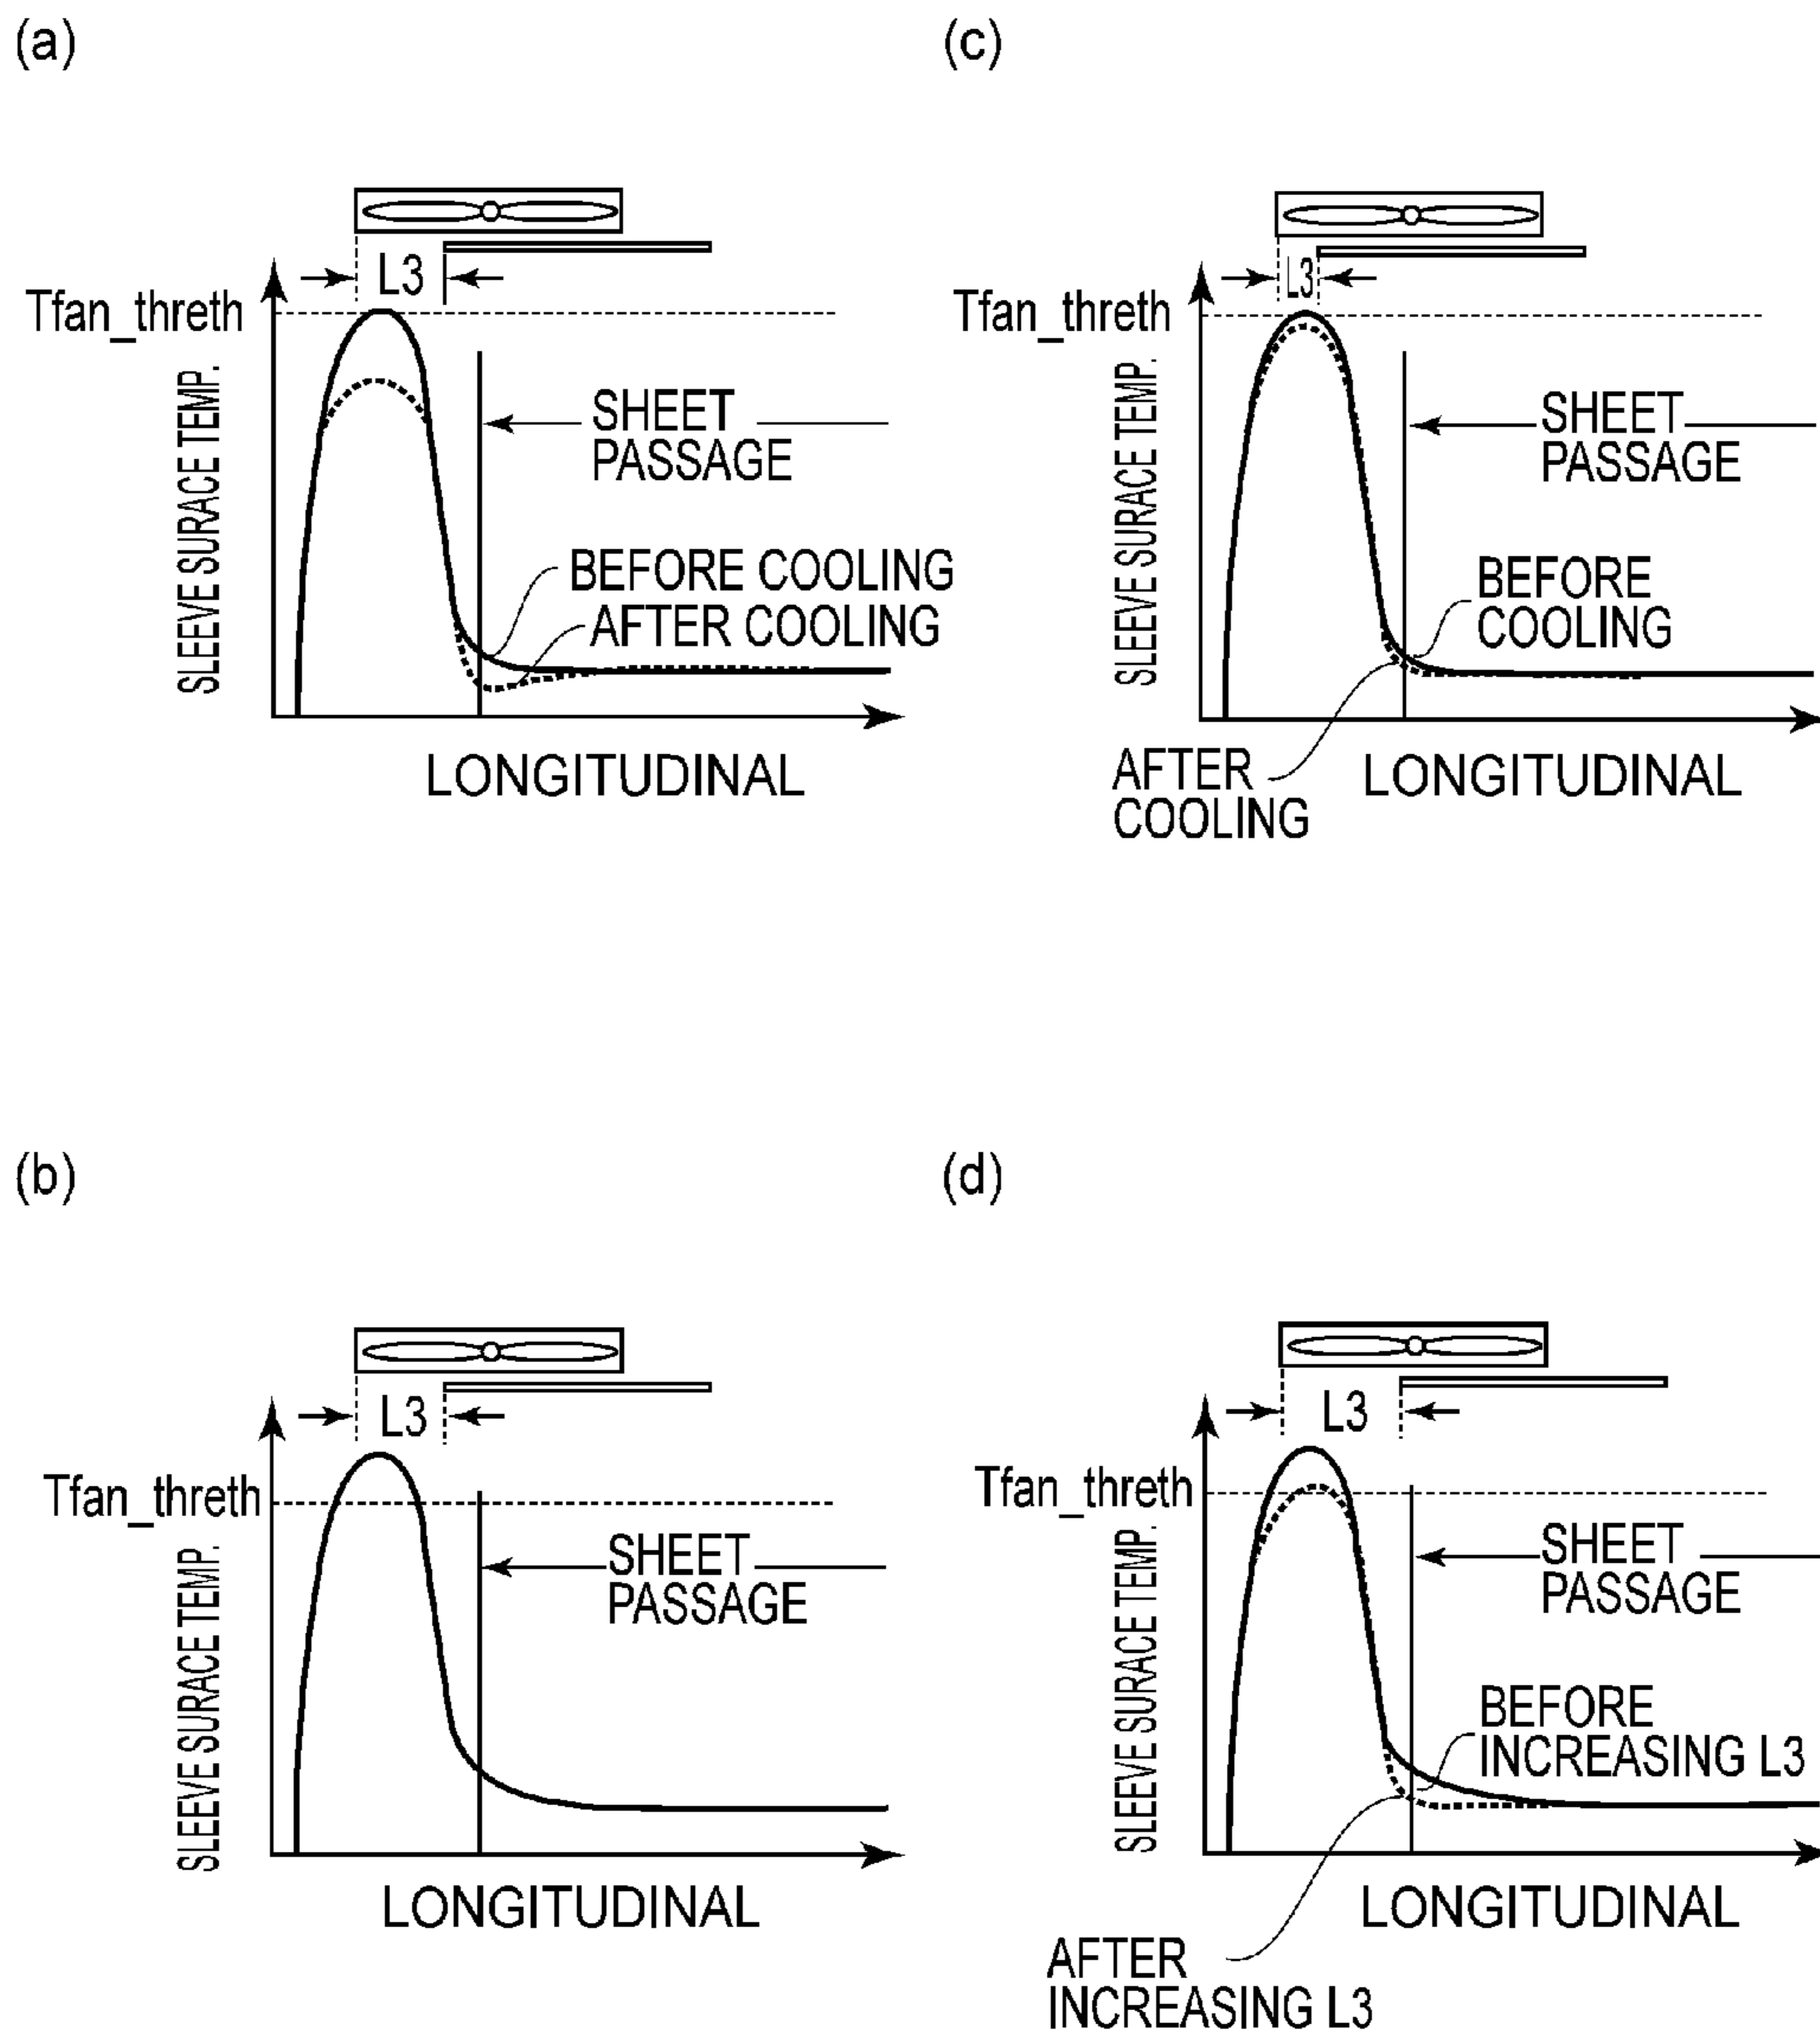 (a)
L3
Tfan_threth
SLEEVE SURACE TEMP.
SHEET
PASSAGE
BEFORE COOLING
AFTER COOLING
LONGITUDINAL
(c)
L3
Tfan_threth
SLEEVE SURACE TEMP.
SHEET
PASSAGE
BEFORE
COOLING
AFTER
COOLING
LONGITUDINAL
(b)
L3
Tfan_threth
SLEEVE SURACE TEMP.
SHEET
PASSAGE
LONGITUDINAL
(d)
L3
Tfan_threth
SLEEVE SURACE TEMP.
SHEET
PASSAGE
BEFORE
INCREASING L3
LONGITUDINAL
AFTER
INCREASING L3